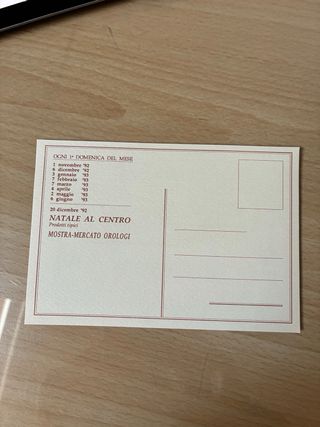 OGNI 1ª DOMENICA DEL MESE
1 novembre '92
6 dicembre '92
3 gennaio '93
7 febbraio '93
7 marzo '93
4 aprile '93
2 maggio '93
6 giugno '93
20 dicembre '92
NATALE AL CENTRO
Prodotti tipici
MOSTRA-MERCATO OROLOGI